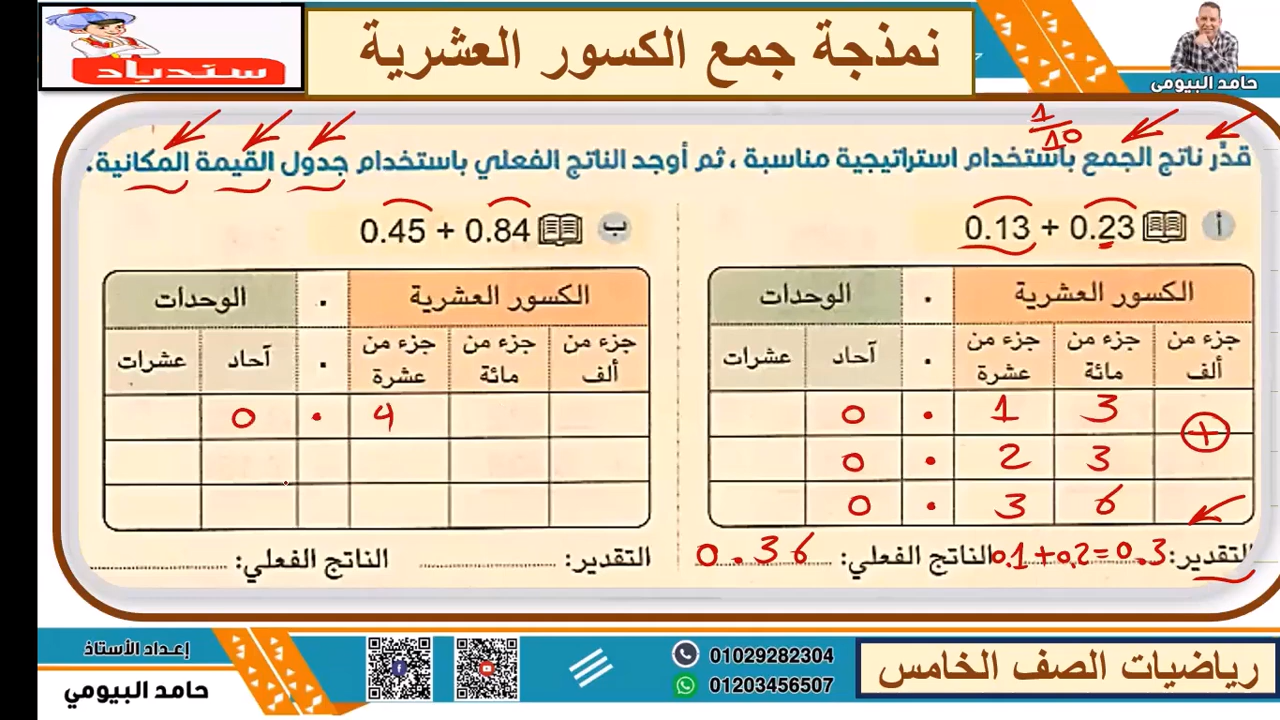 سندباد
نمذجة جمع الكسور العشرية
حامد البيومي
1/10
قدِّر ناتج الجمع باستخدام استراتيجية مناسبة ، ثم أوجد الناتج الفعلي باستخدام جدول القيمة المكانية.
أ 0.13 + 0.23
الكسور العشرية . الوحدات
جزء من ألف جزء من مائة جزء من عشرة . آحاد عشرات
0 . 1 3
+
0 . 2 3
0 . 3 6
التقدير: 0.1 + 0.2 = 0.3 الناتج الفعلي: 0.36
ب 0.45 + 0.84
الكسور العشرية . الوحدات
جزء من ألف جزء من مائة جزء من عشرة . آحاد عشرات
0 . 4
التقدير: .................... الناتج الفعلي: ....................
رياضيات الصف الخامس
01029282304
01203456507
إعداد الأستاذ
حامد البيومي